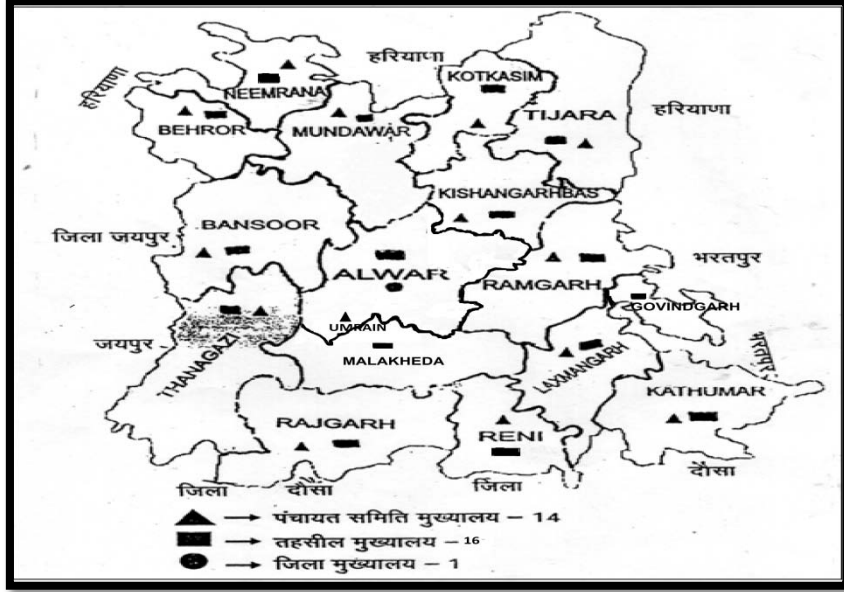 हरियाणा
KOTKASIM
हरियाणा
NEEMRANA
TIJARA
हरियाणा
BEHROR
MUNDAWAR
KISHANGARHBAS
BANSOOR
जिला जयपुर
भरतपुर
ALWAR
RAMGARH
GOVINDGARH
UMRAIN
जयपुर
MALAKHEDA
भरतपुर
THANAGAZI
LAXMANGARH
KATHUMAR
RAJGARH
RENI
दौसा
जिला
दौसा
जिला
→ पंचायत समिति मुख्यालय – 14
→ तहसील मुख्यालय – 16
→ जिला मुख्यालय – 1